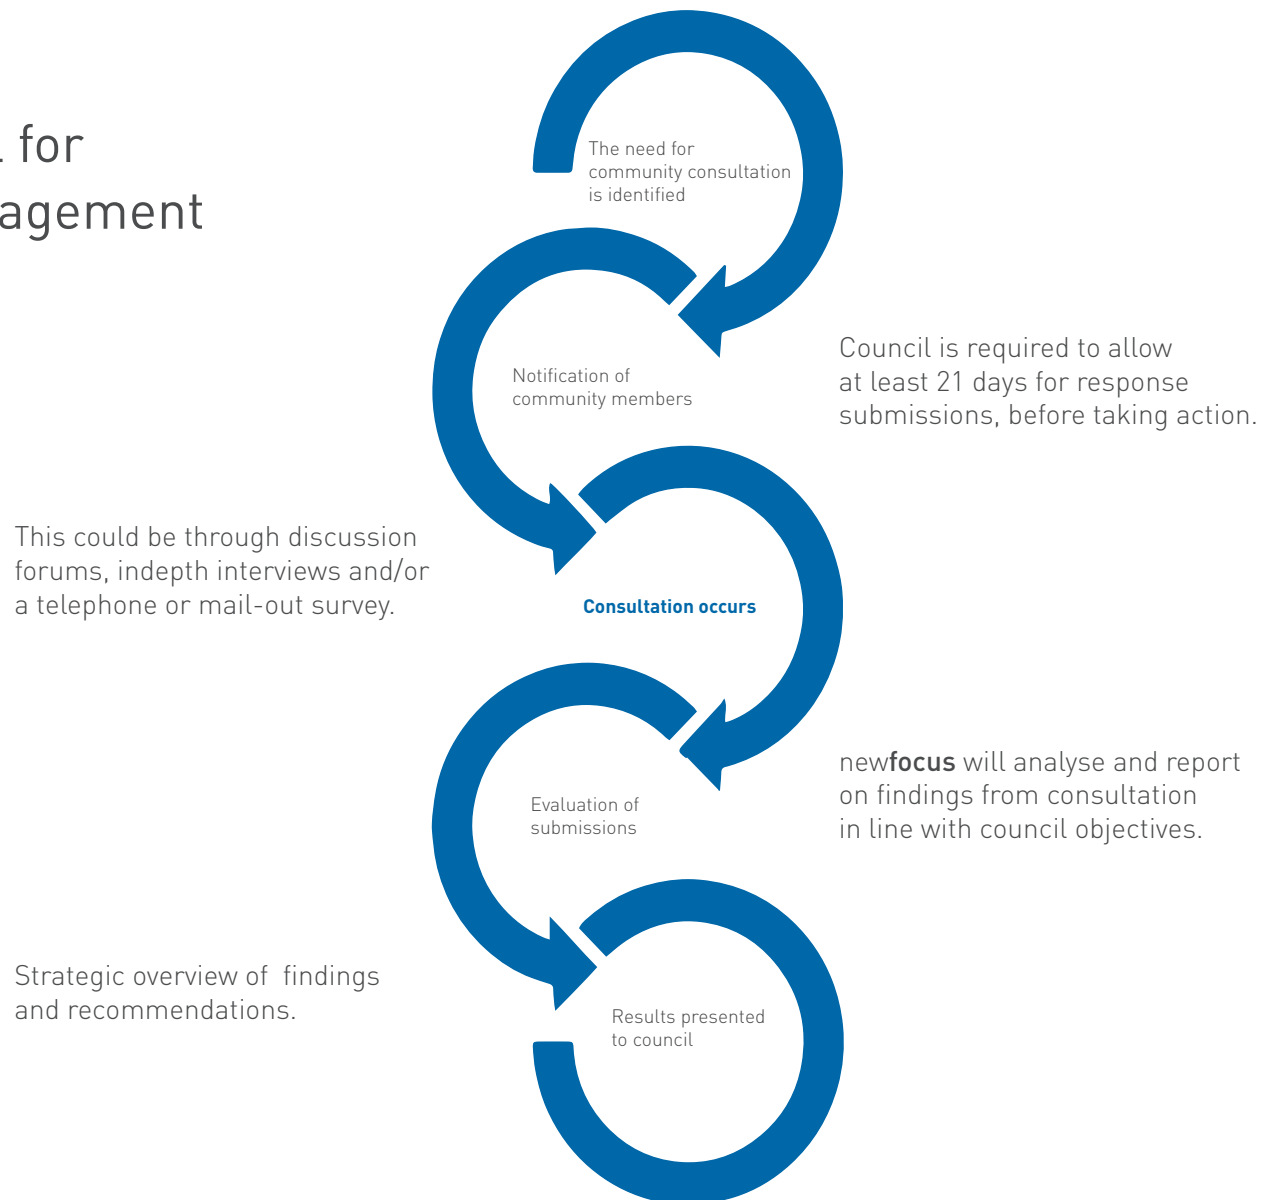 l for
agement
The need for
community consultation
is identified
Notification of
community members
Council is required to allow
at least 21 days for response
submissions, before taking action.
This could be through discussion
forums, indepth interviews and/or
a telephone or mail-out survey.
Consultation occurs
newfocus will analyse and report
on findings from consultation
in line with council objectives.
Evaluation of
submissions
Strategic overview of  findings
and recommendations.
Results presented
to council